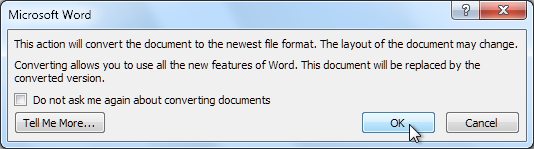 Microsoft Word
This action will convert the document to the newest file format. The layout of the document may change.
Converting allows you to use all the new features of Word. This document will be replaced by the
converted version.
Do not ask me again about converting documents
Tell Me More... OK Cancel